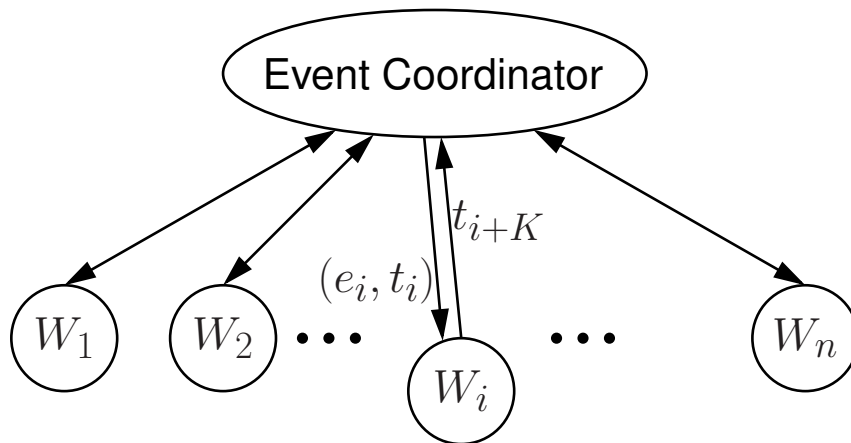 Event Coordinator
t_{i+K}
(e_i, t_i)
W_1 W_2 ••• W_i ••• W_n